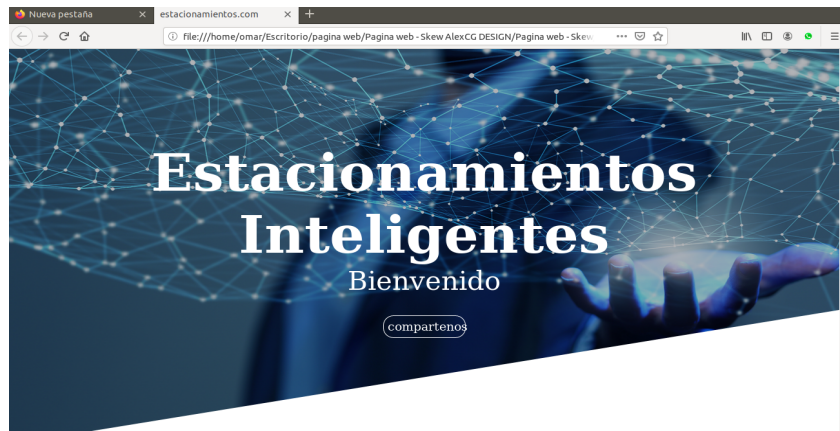 Nueva pestaña
estacionamientos.com
file:///home/omar/Escritorio/pagina web/Pagina web - Skew AlexCG DESIGN/Pagina web - Skew
Estacionamientos
Inteligentes
Bienvenido
compartenos